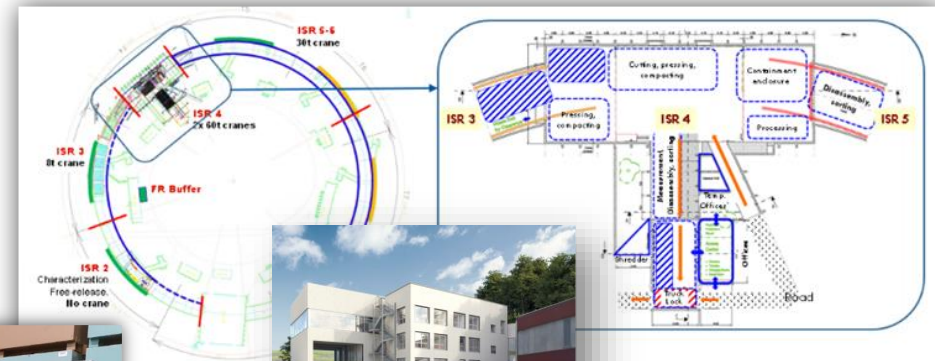 ISR 5-6
30t crane
ISR 4
2x 60t cranes
ISR 3
8t crane
FR Buffer
ISR 2
Characterization
Free-release.
No crane
Cutting, pressing,
compacting
Containment
enclosure
Disassembly,
sorting
ISR 3
Pressing,
compacting
ISR 4
Processing
ISR 5
Measurement
Disassembly, sorting
Temp.
Offices
Shredder
Offices
Truck
Lock
Road